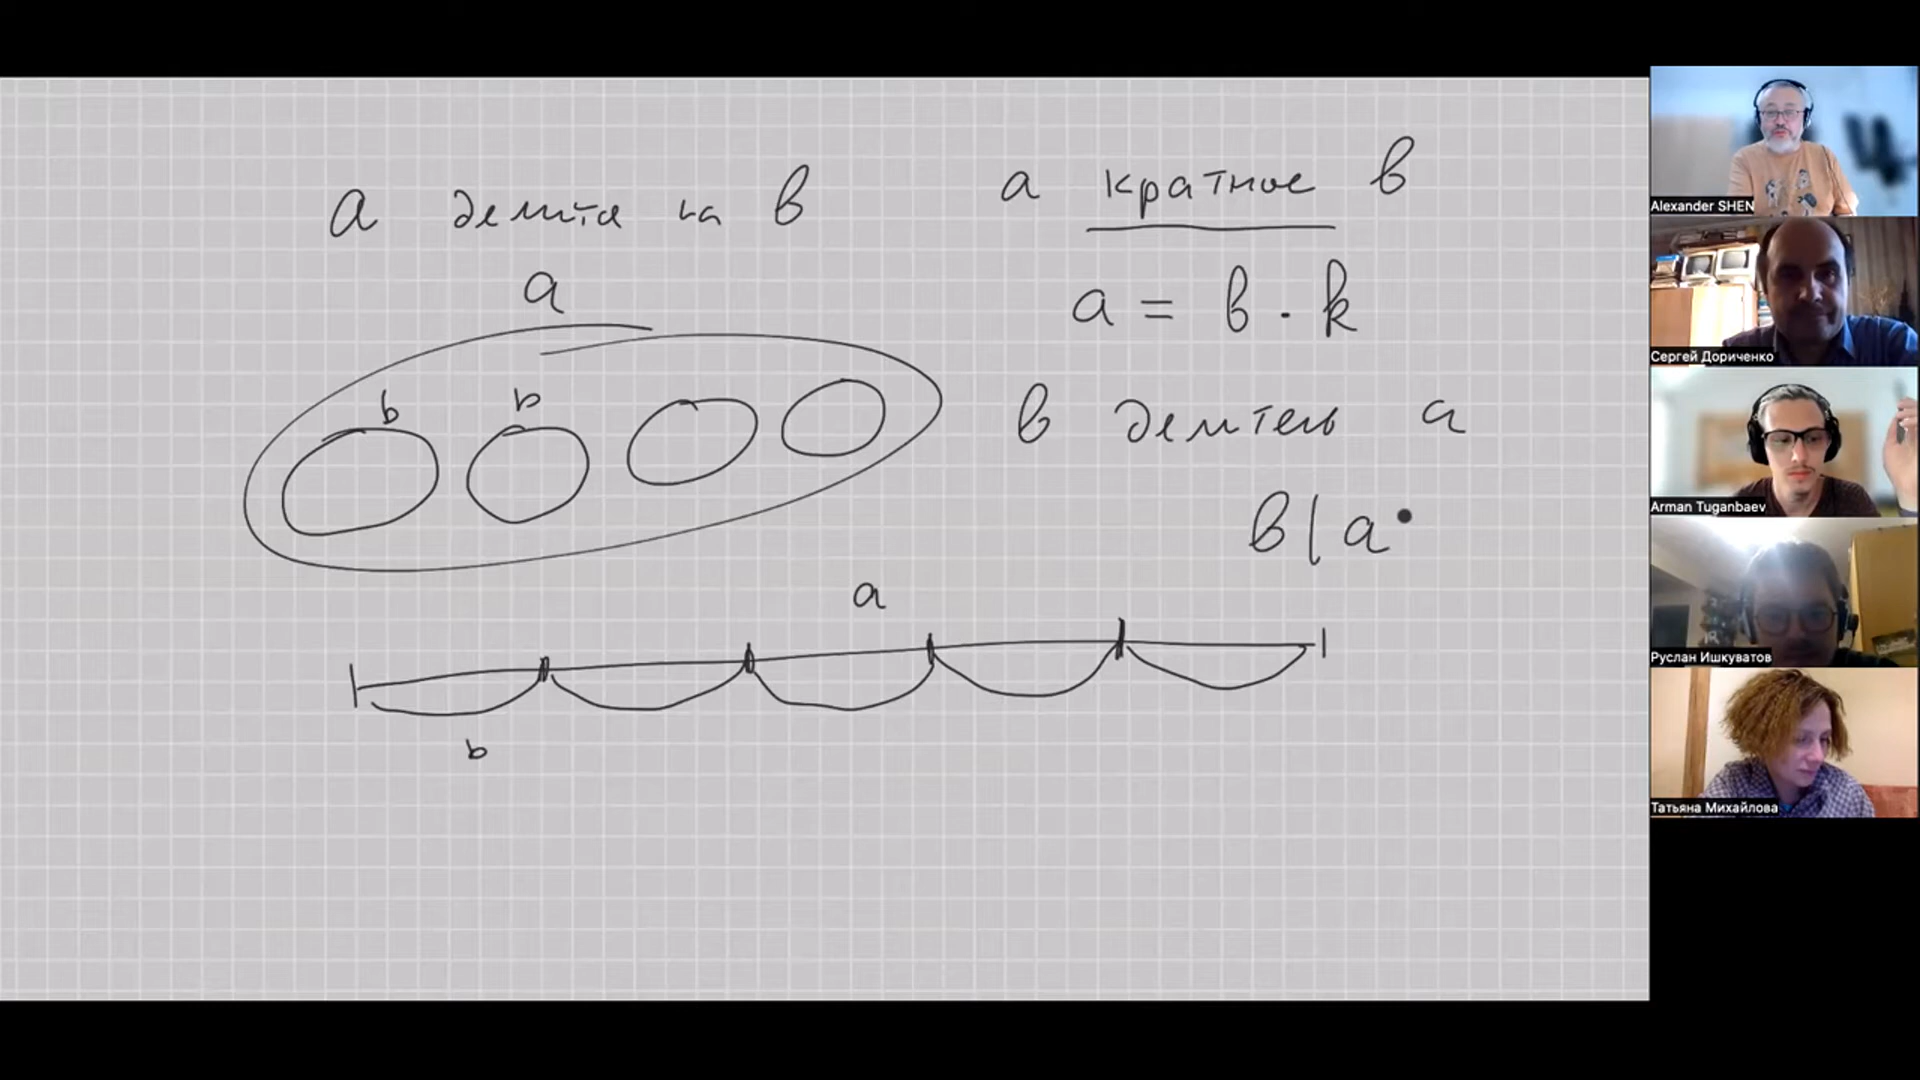 а делится на в
а кратное в
а
а = в · k
b b
в делитель а
в | а
а
b
Alexander SHEN
Сергей Дориченко
Arman Tuganbaev
Руслан Ишкуватов
Татьяна Михайлова